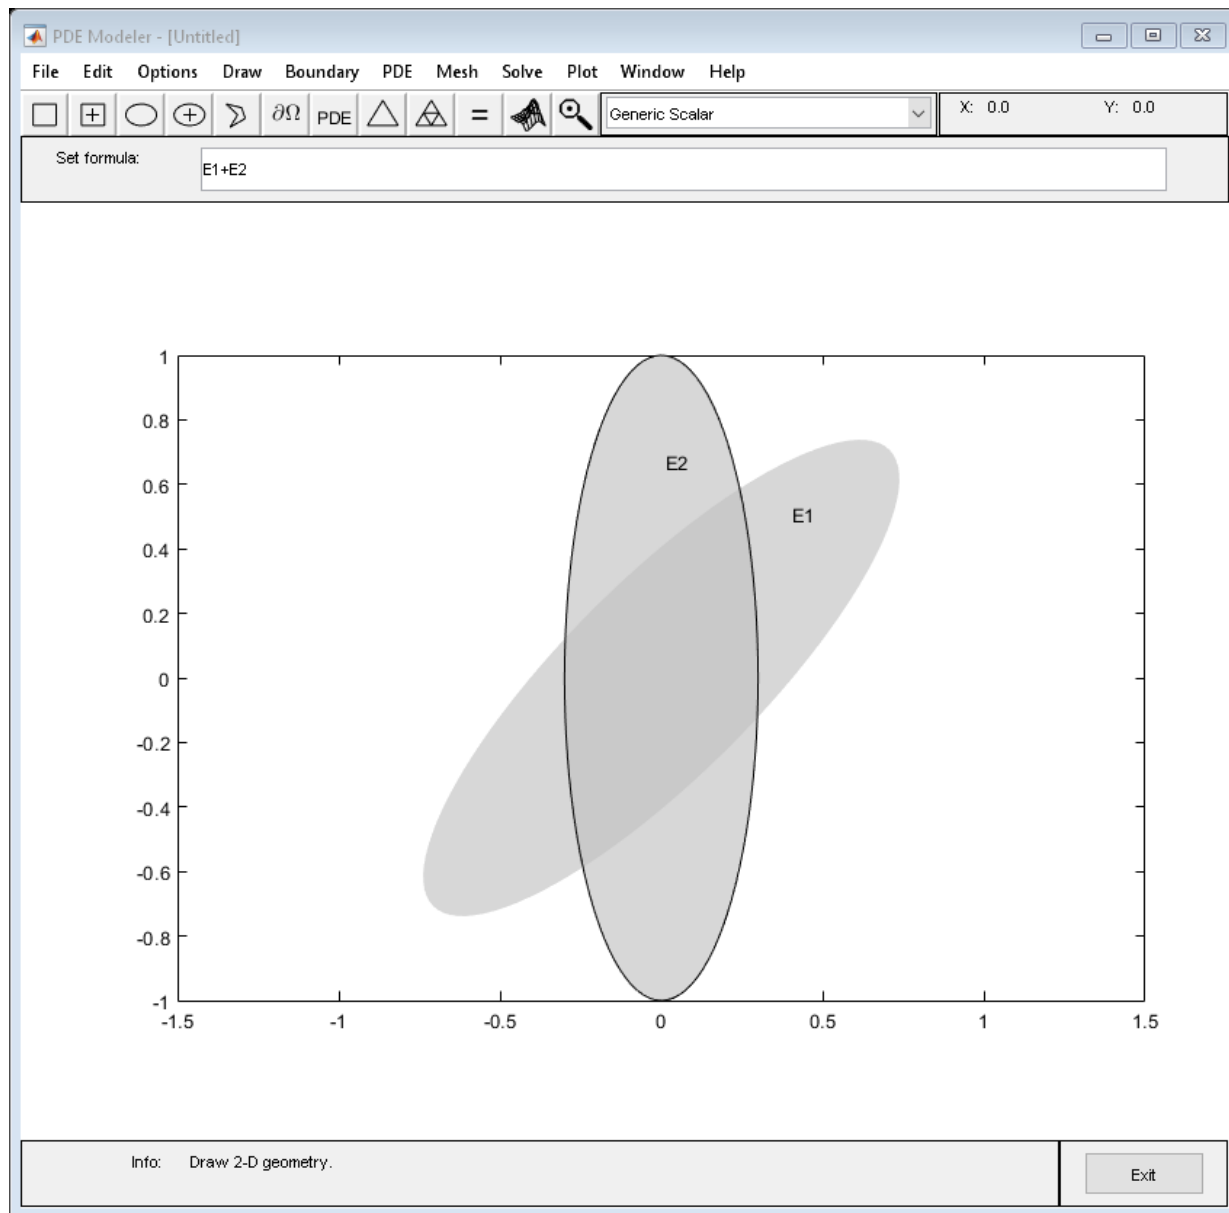 PDE Modeler - [Untitled]
File Edit Options Draw Boundary PDE Mesh Solve Plot Window Help
∂Ω PDE = Generic Scalar X: 0.0 Y: 0.0
Set formula: E1+E2
1
0.8
E2
0.6
E1
0.4
0.2
0
-0.2
-0.4
-0.6
-0.8
-1
-1.5 -1 -0.5 0 0.5 1 1.5
Info: Draw 2-D geometry.
Exit